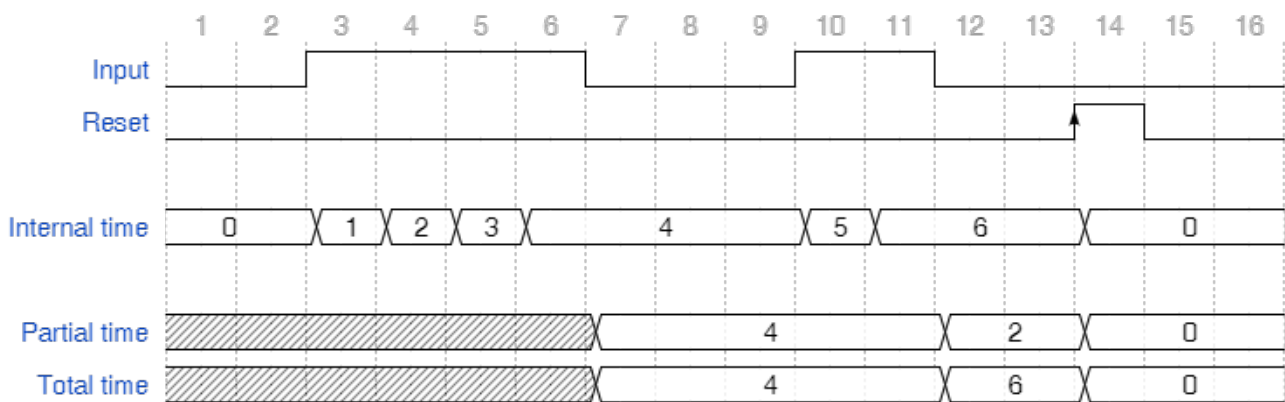 1 2 3 4 5 6 7 8 9 10 11 12 13 14 15 16
Input
Reset
Internal time 0 1 2 3 4 5 6 0
Partial time 4 2 0
Total time 4 6 0